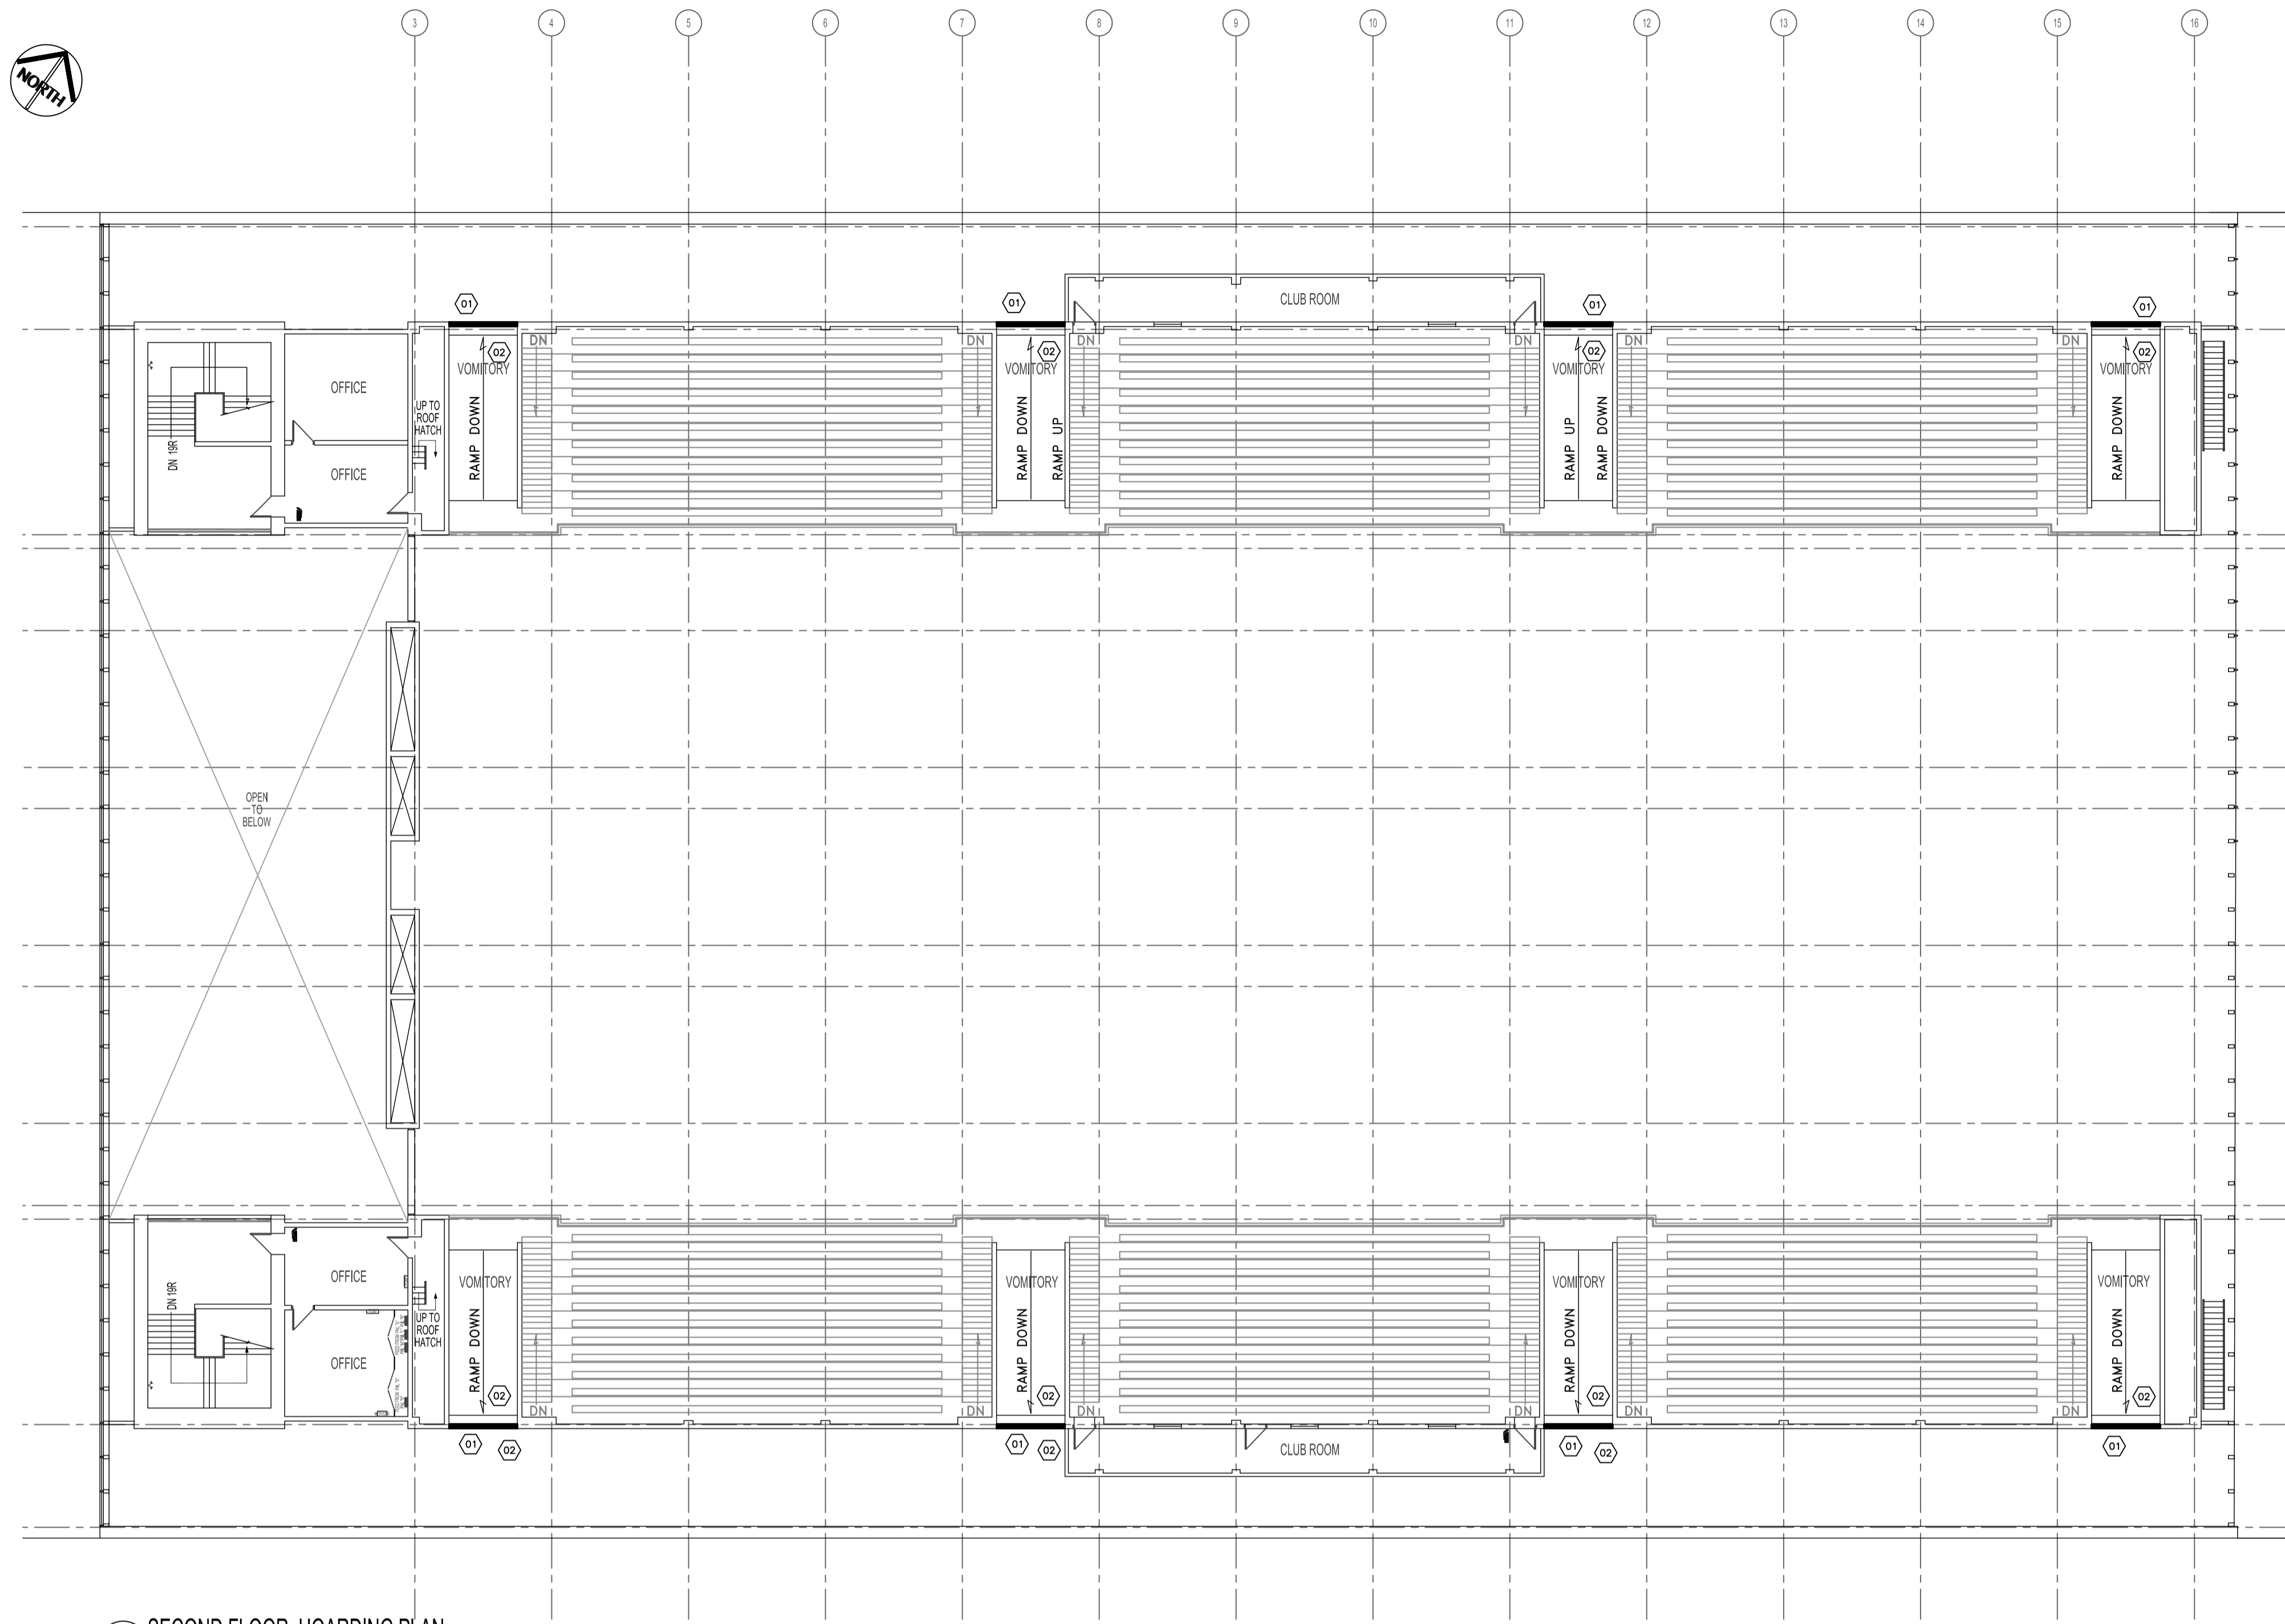 3 4 5 6 7 8 9 10 11 12 13 14 15 16
NORTH
CLUB ROOM
01 01 01 01
DN DN DN DN DN DN
02 02 02 02
VOMITORY VOMITORY VOMITORY VOMITORY
OFFICE
UP TO
ROOF
HATCH
RAMP DOWN
RAMP DOWN
RAMP UP
RAMP UP
RAMP DOWN
RAMP DOWN
DN 19R
OFFICE
OPEN
TO
BELOW
OFFICE
VOMITORY VOMITORY VOMITORY VOMITORY
DN 19R
UP TO
ROOF
HATCH
RAMP DOWN
RAMP DOWN
RAMP DOWN
RAMP DOWN
OFFICE
02 02 02 02
DN DN DN DN DN DN
01 02 01 02 01 02 01
CLUB ROOM
SECOND FLOOR HOARDING PLAN